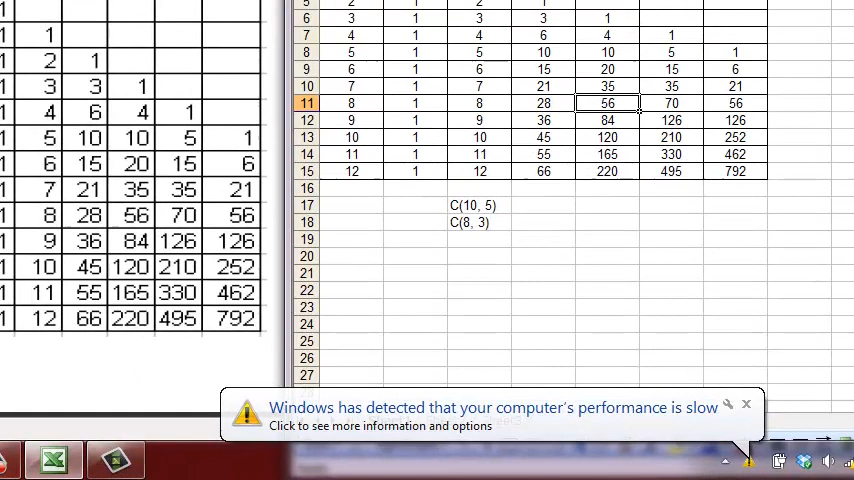 1
1 1
1 2 1
1 3 3 1
1 4 6 4 1
1 5 10 10 5 1
1 6 15 20 15 6
1 7 21 35 35 21
1 8 28 56 70 56
1 9 36 84 126 126
1 10 45 120 210 252
1 11 55 165 330 462
1 12 66 220 495 792
5 2 1 2 1
6 3 1 3 3 1
7 4 1 4 6 4 1
8 5 1 5 10 10 5 1
9 6 1 6 15 20 15 6
10 7 1 7 21 35 35 21
11 8 1 8 28 56 70 56
12 9 1 9 36 84 126 126
13 10 1 10 45 120 210 252
14 11 1 11 55 165 330 462
15 12 1 12 66 220 495 792
16
17 C(10, 5)
18 C(8, 3)
19
20
21
22
23
24
25
26
27
Windows has detected that your computer's performance is slow
Click to see more information and options